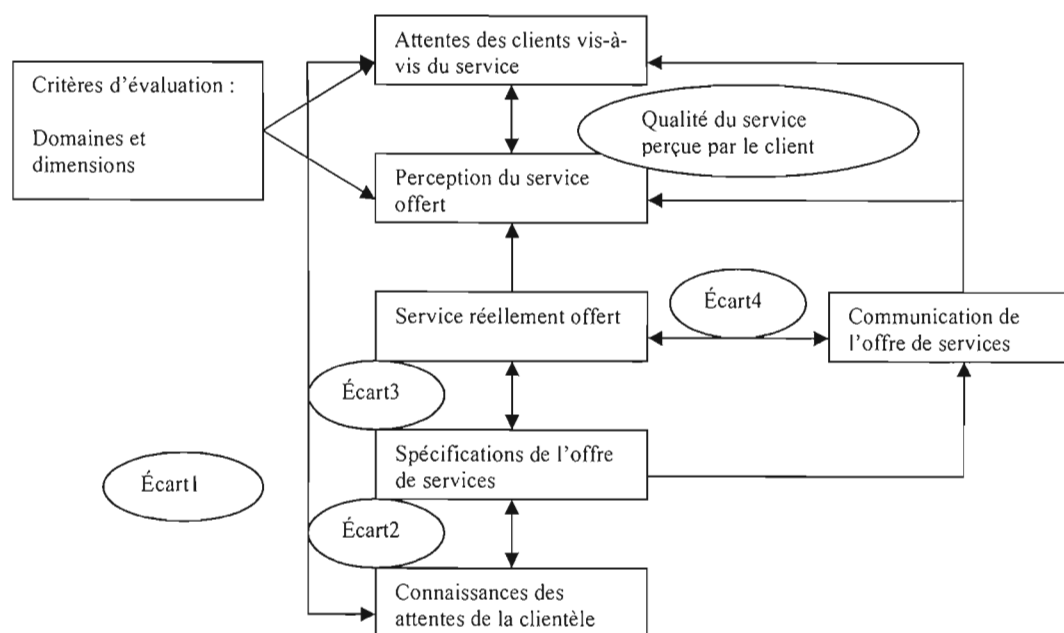 Attentes des clients vis-à-
vis du service
Critères d'évaluation :
Domaines et
dimensions
Qualité du service
perçue par le client
Perception du service
offert
Service réellement offert
Écart4
Communication de
l'offre de services
Écart3
Spécifications de l'offre
de services
Écart1
Écart2
Connaissances des
attentes de la clientèle